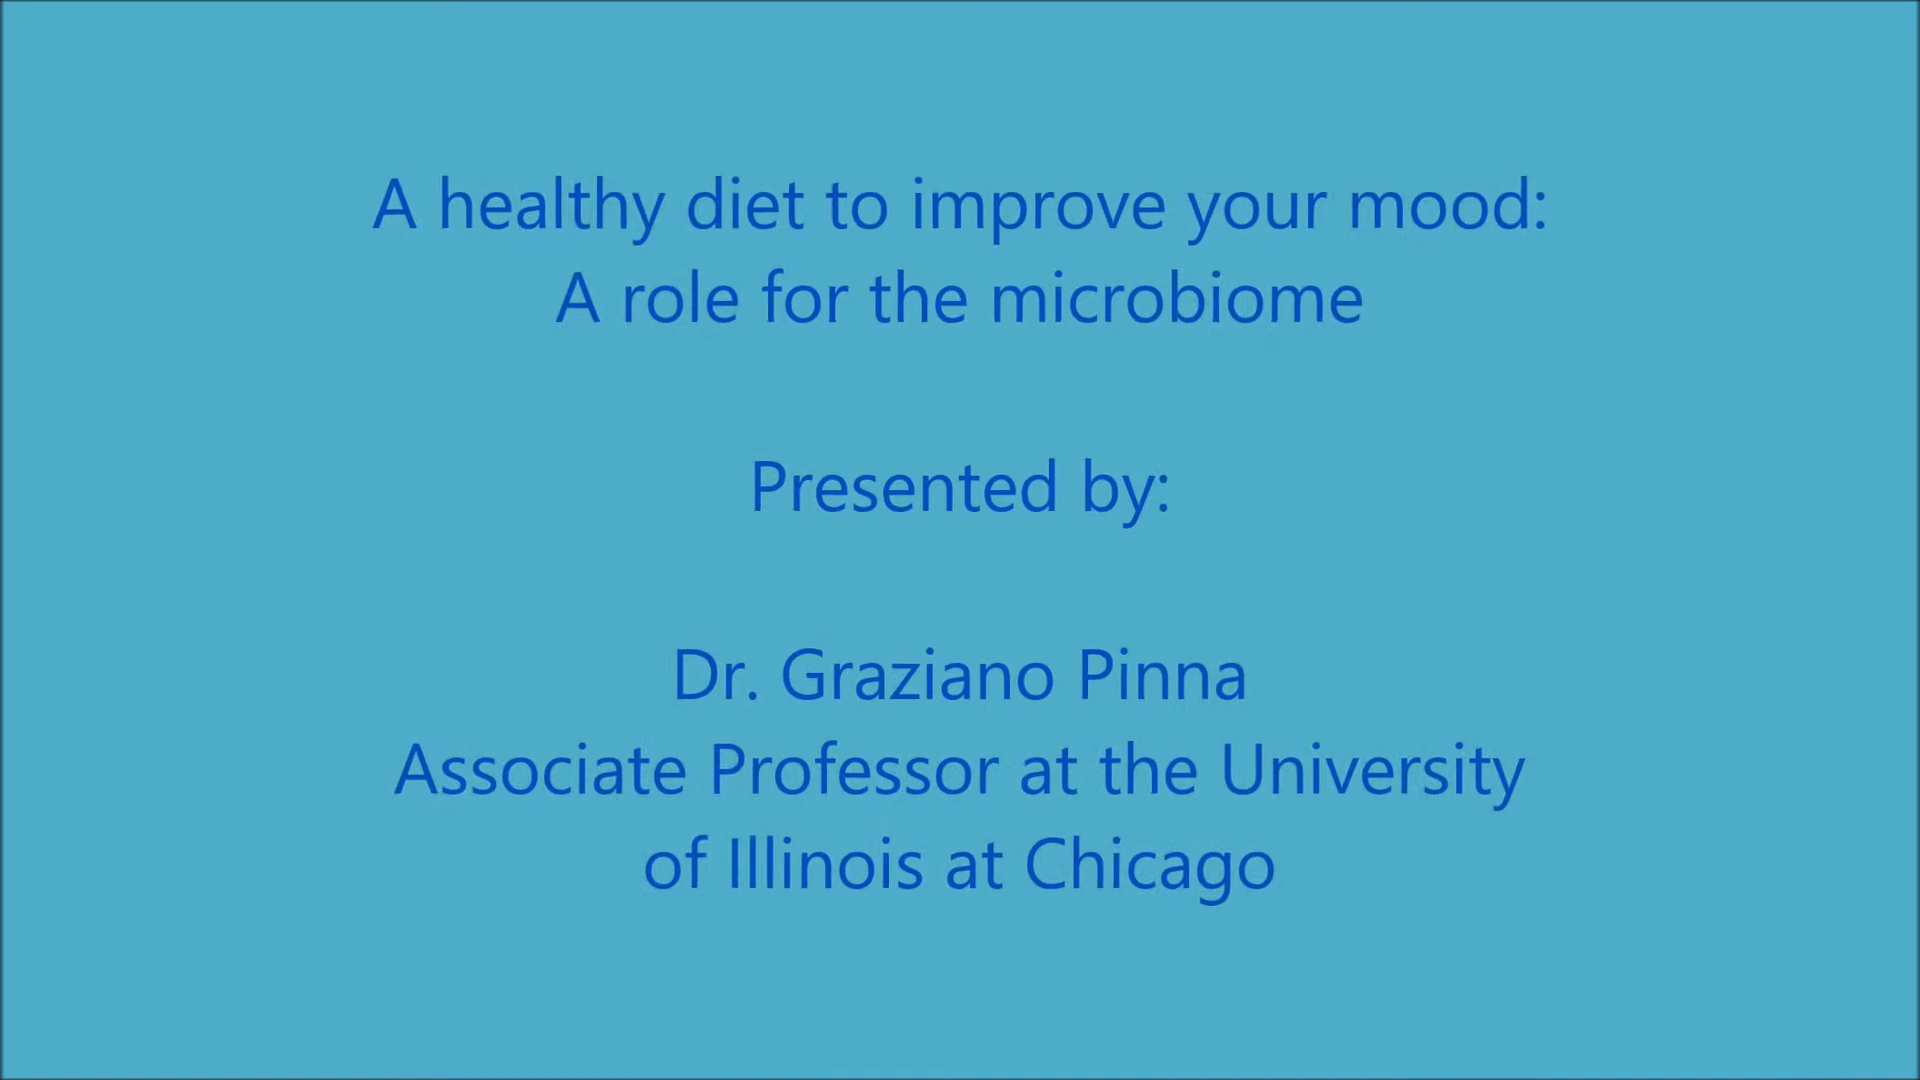 A healthy diet to improve your mood:
A role for the microbiome
Presented by:
Dr. Graziano Pinna
Associate Professor at the University
of Illinois at Chicago